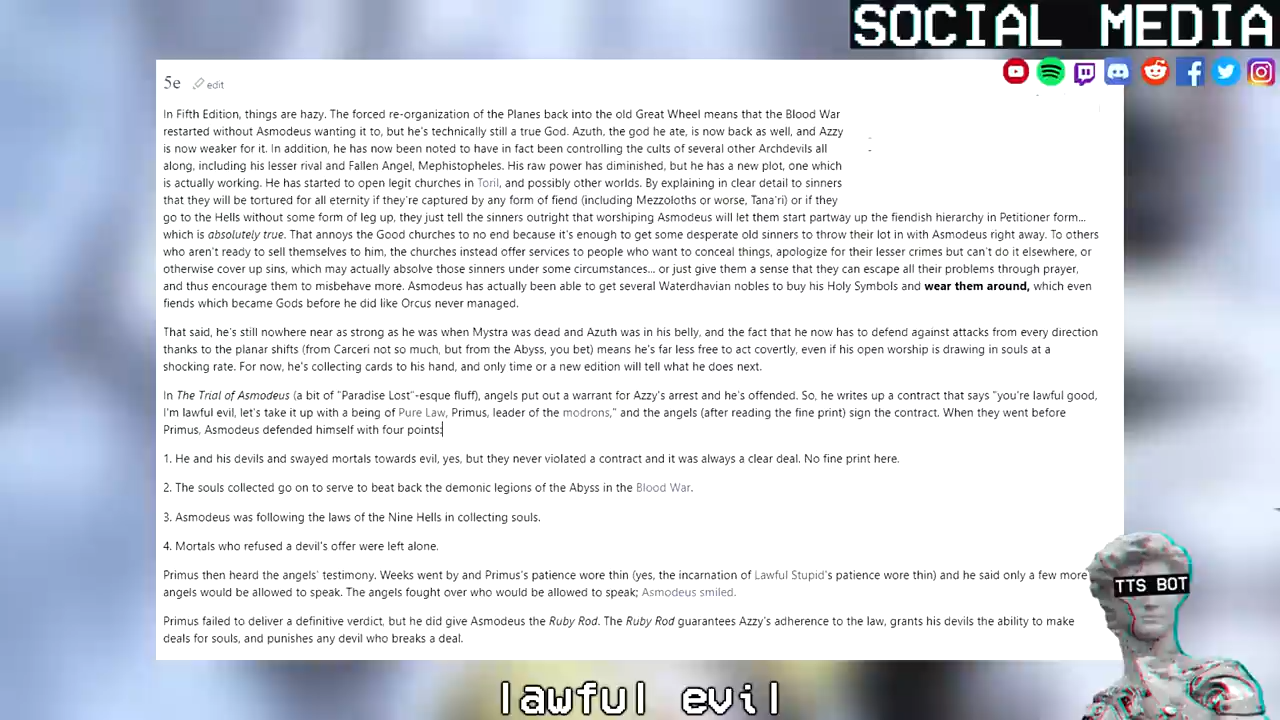 SOCIAL MEDIA
5e edit
In Fifth Edition, things are hazy. The forced re-organization of the Planes back into the old Great Wheel means that the Blood War
restarted without Asmodeus wanting it to, but he's technically still a true God. Azuth, the god he ate, is now back as well, and Azzy
is now weaker for it. In addition, he has now been noted to have in fact been controlling the cults of several other Archdevils all
along, including his lesser rival and Fallen Angel, Mephistopheles. His raw power has diminished, but he has a new plot, one which
is actually working. He has started to open legit churches in Toril, and possibly other worlds. By explaining in clear detail to sinners
that they will be tortured for all eternity if they're captured by any form of fiend (including Mezzoloths or worse, Tana'ri) or if they
go to the Hells without some form of leg up, they just tell the sinners outright that worshiping Asmodeus will let them start partway up the fiendish hierarchy in Petitioner form...
which is absolutely true. That annoys the Good churches to no end because it's enough to get some desperate old sinners to throw their lot in with Asmodeus right away. To others
who aren't ready to sell themselves to him, the churches instead offer services to people who want to conceal things, apologize for their lesser crimes but can't do it elsewhere, or
otherwise cover up sins, which may actually absolve those sinners under some circumstances... or just give them a sense that they can escape all their problems through prayer,
and thus encourage them to misbehave more. Asmodeus has actually been able to get several Waterdhavian nobles to buy his Holy Symbols and wear them around, which even
fiends which became Gods before he did like Orcus never managed.
That said, he's still nowhere near as strong as he was when Mystra was dead and Azuth was in his belly, and the fact that he now has to defend against attacks from every direction
thanks to the planar shifts (from Carceri not so much, but from the Abyss, you bet) means he's far less free to act covertly, even if his open worship is drawing in souls at a
shocking rate. For now, he's collecting cards to his hand, and only time or a new edition will tell what he does next.
In The Trial of Asmodeus (a bit of "Paradise Lost"-esque fluff), angels put out a warrant for Azzy's arrest and he's offended. So, he writes up a contract that says "you're lawful good,
I'm lawful evil, let's take it up with a being of Pure Law, Primus, leader of the modrons," and the angels (after reading the fine print) sign the contract. When they went before
Primus, Asmodeus defended himself with four points:
1. He and his devils and swayed mortals towards evil, yes, but they never violated a contract and it was always a clear deal. No fine print here.
2. The souls collected go on to serve to beat back the demonic legions of the Abyss in the Blood War.
3. Asmodeus was following the laws of the Nine Hells in collecting souls.
4. Mortals who refused a devil's offer were left alone.
Primus then heard the angels' testimony. Weeks went by and Primus's patience wore thin (yes, the incarnation of Lawful Stupid's patience wore thin) and he said only a few more
angels would be allowed to speak. The angels fought over who would be allowed to speak; Asmodeus smiled.
Primus failed to deliver a definitive verdict, but he did give Asmodeus the Ruby Rod. The Ruby Rod guarantees Azzy's adherence to the law, grants his devils the ability to make
deals for souls, and punishes any devil who breaks a deal.
TTS BOT
lawful evil